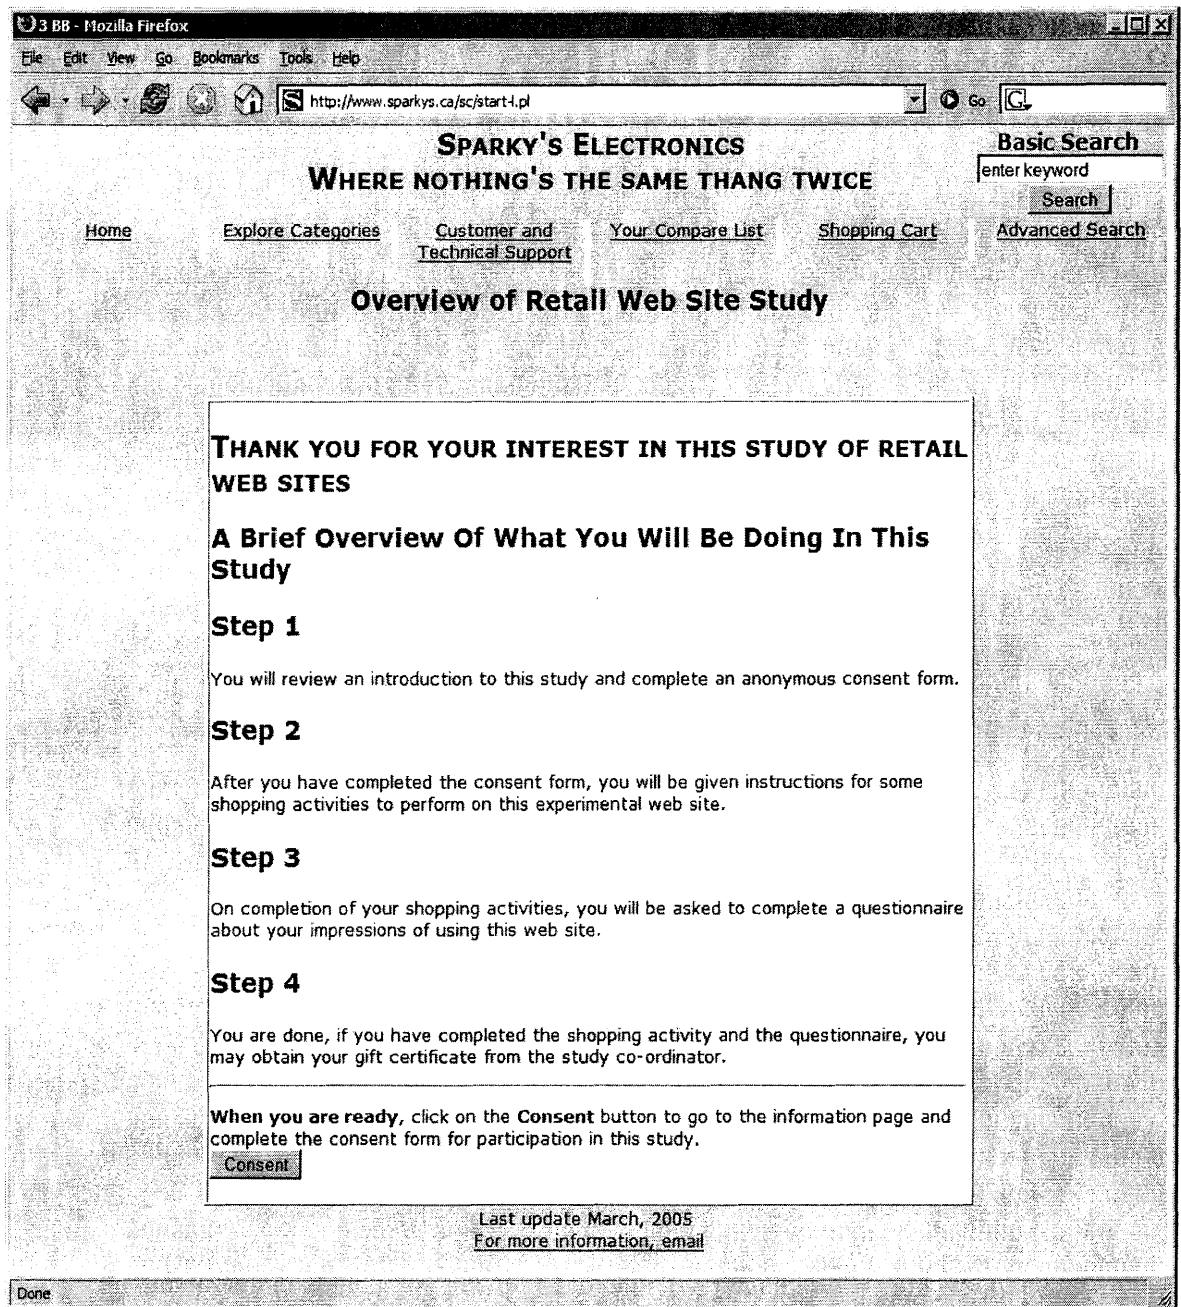 3 BB - Mozilla Firefox
File Edit View Go Bookmarks Tools Help
http://www.sparkys.ca/sc/start-i.pl
Go
G
SPARKY'S ELECTRONICS
WHERE NOTHING'S THE SAME THANG TWICE
Basic Search
enter keyword
Search
Home
Explore Categories
Customer and
Technical Support
Your Compare List
Shopping Cart
Advanced Search
Overview of Retail Web Site Study
THANK YOU FOR YOUR INTEREST IN THIS STUDY OF RETAIL
WEB SITES
A Brief Overview Of What You Will Be Doing In This
Study
Step 1
You will review an introduction to this study and complete an anonymous consent form.
Step 2
After you have completed the consent form, you will be given instructions for some
shopping activities to perform on this experimental web site.
Step 3
On completion of your shopping activities, you will be asked to complete a questionnaire
about your impressions of using this web site.
Step 4
You are done, if you have completed the shopping activity and the questionnaire, you
may obtain your gift certificate from the study co-ordinator.
When you are ready, click on the Consent button to go to the information page and
complete the consent form for participation in this study.
Consent
Last update March, 2005
For more information, email
Done